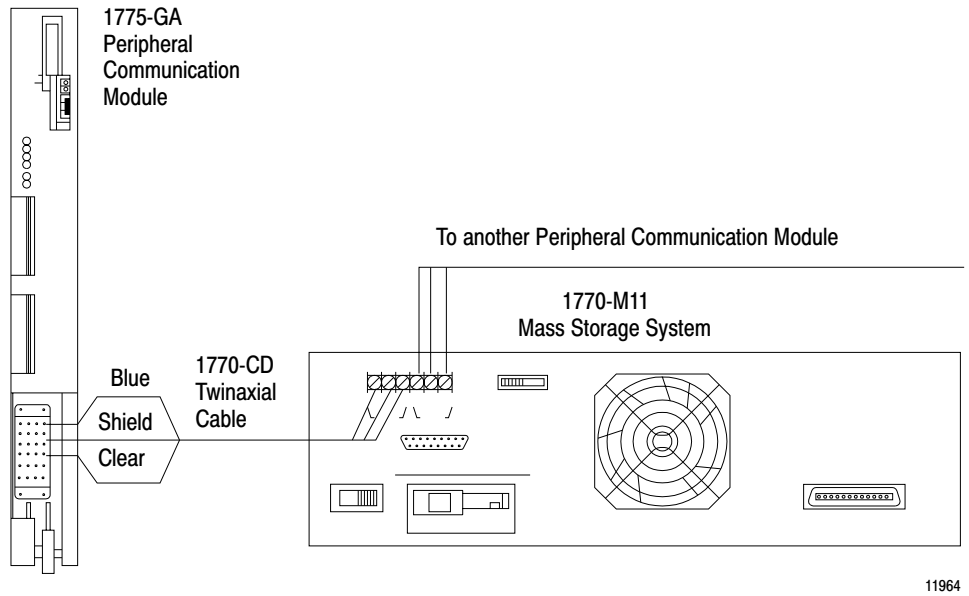 1775-GA
Peripheral
Communication
Module
To another Peripheral Communication Module
1770-M11
Mass Storage System
1770-CD
Twinaxial
Cable
Blue
Shield
Clear
11964